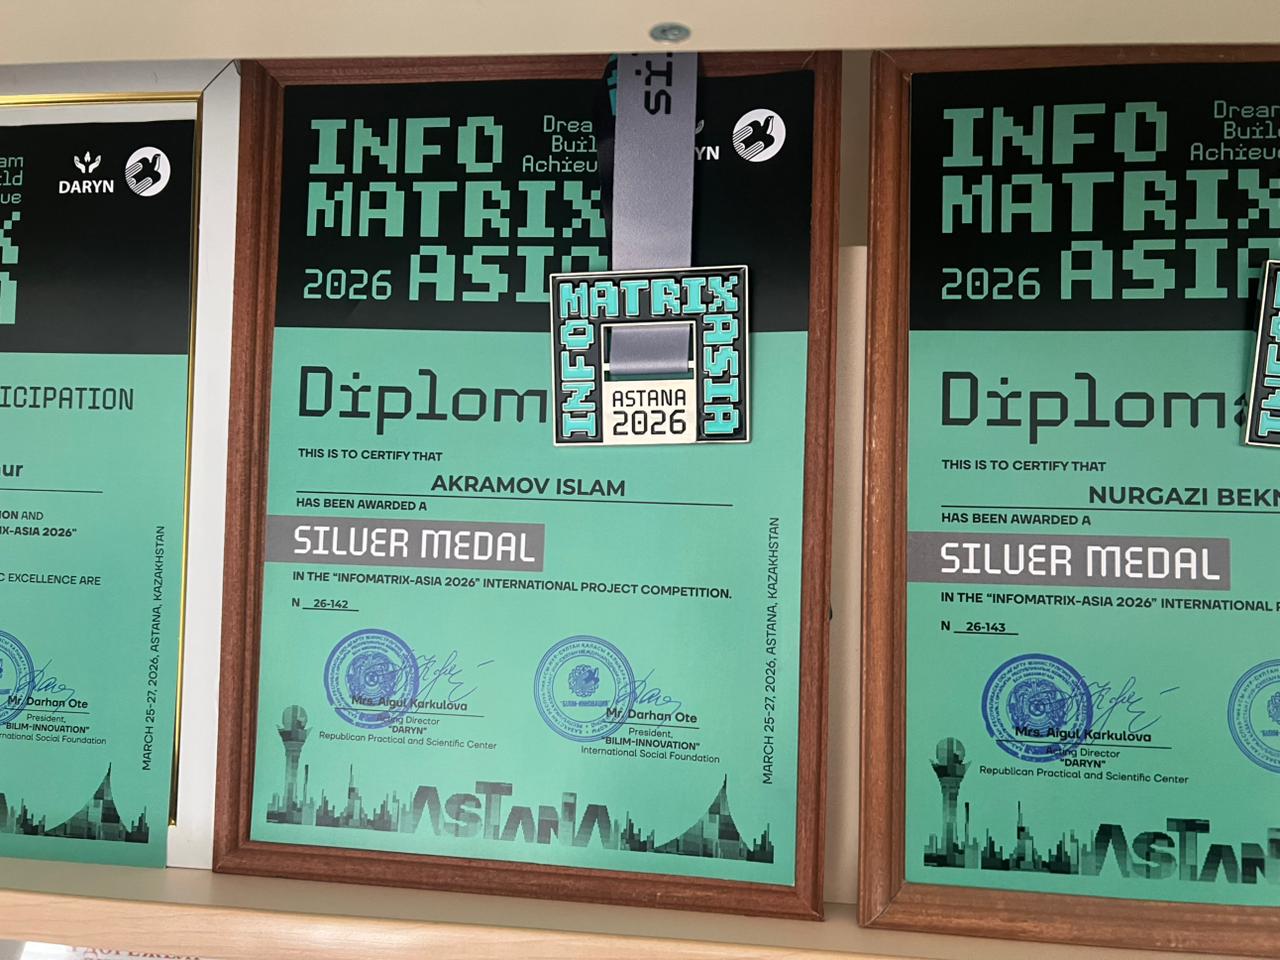 DARYN
ICIPATION
ur
ION AND
IX-ASIA 2026"
C EXCELLENCE ARE
Mr. Darhan Ote
President,
"BILIM-INNOVATION"
rnational Social Foundation
MARCH 25-27, 2026, ASTANA, KAZAKHSTAN
INFO
MATRIX
2026 ASI
Drea
Buil
Achieve
YN
si
INFO MATRIX ASIA
ASTANA
2026
Diplom
THIS IS TO CERTIFY THAT
AKRAMOV ISLAM
HAS BEEN AWARDED A
SILVER MEDAL
IN THE "INFOMATRIX-ASIA 2026" INTERNATIONAL PROJECT COMPETITION.
N 26-142
Mrs. Aigul Karkulova
Acting Director
"DARYN"
Republican Practical and Scientific Center
Mr. Darhan Ote
President,
"BILIM-INNOVATION"
International Social Foundation
MARCH 25-27, 2026, ASTANA, KAZAKHSTAN
ASTANA
INFO
MATRIX
2026 ASIA
Dream
Build
Achieve
Diploma
THIS IS TO CERTIFY THAT
NURGAZI BEKN
HAS BEEN AWARDED A
SILVER MEDAL
IN THE "INFOMATRIX-ASIA 2026" INTERNATIONAL P
N 26-143
Mrs. Aigul Karkulova
Acting Director
"DARYN"
Republican Practical and Scientific Center
ASTAN